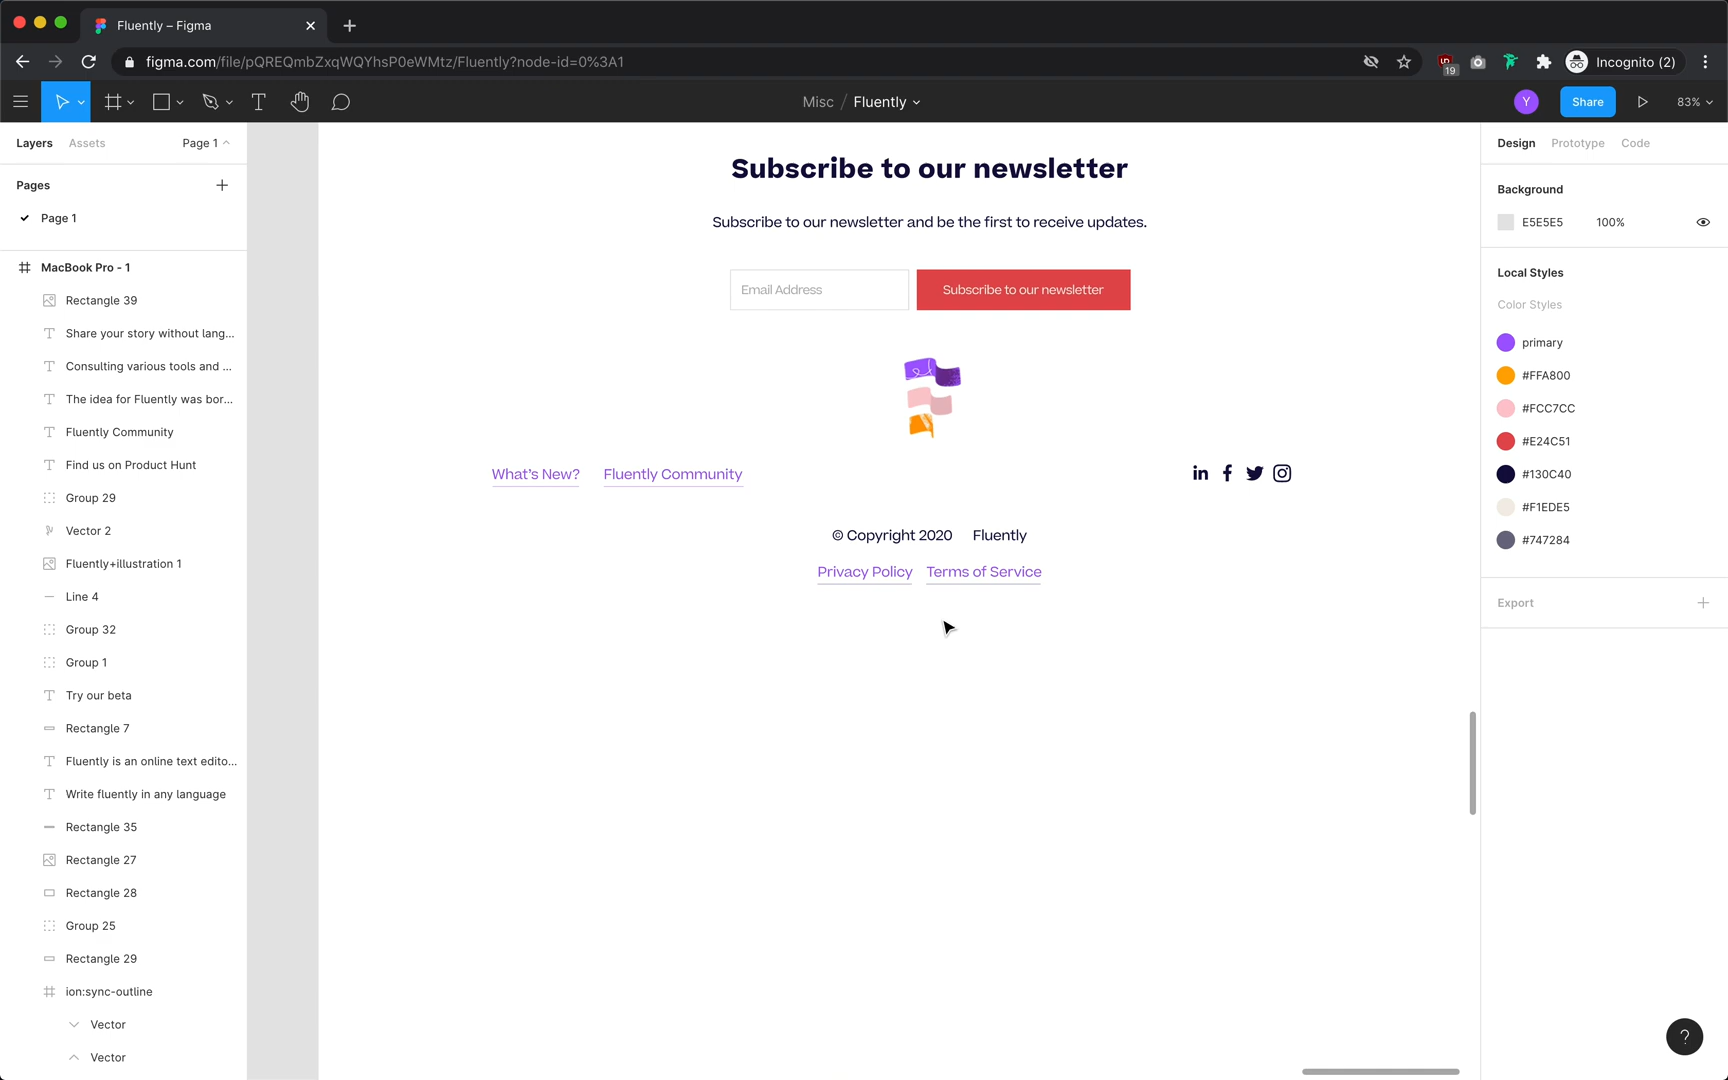 Fluently – Figma
figma.com/file/pQREQmbZxqWQYhsP0eWMtz/Fluently?node-id=0%3A1
19
Incognito (2)
Misc / Fluently
Y
Share
83%
Layers
Assets
Page 1
Pages
Page 1
MacBook Pro - 1
Rectangle 39
Share your story without lang...
Consulting various tools and ...
The idea for Fluently was bor...
Fluently Community
Find us on Product Hunt
Group 29
Vector 2
Fluently+illustration 1
Line 4
Group 32
Group 1
Try our beta
Rectangle 7
Fluently is an online text edito...
Write fluently in any language
Rectangle 35
Rectangle 27
Rectangle 28
Group 25
Rectangle 29
ion:sync-outline
Vector
Vector
Subscribe to our newsletter
Subscribe to our newsletter and be the first to receive updates.
Email Address
Subscribe to our newsletter
What's New?
Fluently Community
© Copyright 2020 Fluently
Privacy Policy
Terms of Service
Design
Prototype
Code
Background
E5E5E5
100%
Local Styles
Color Styles
primary
#FFA800
#FCC7CC
#E24C51
#130C40
#F1EDE5
#747284
Export
?